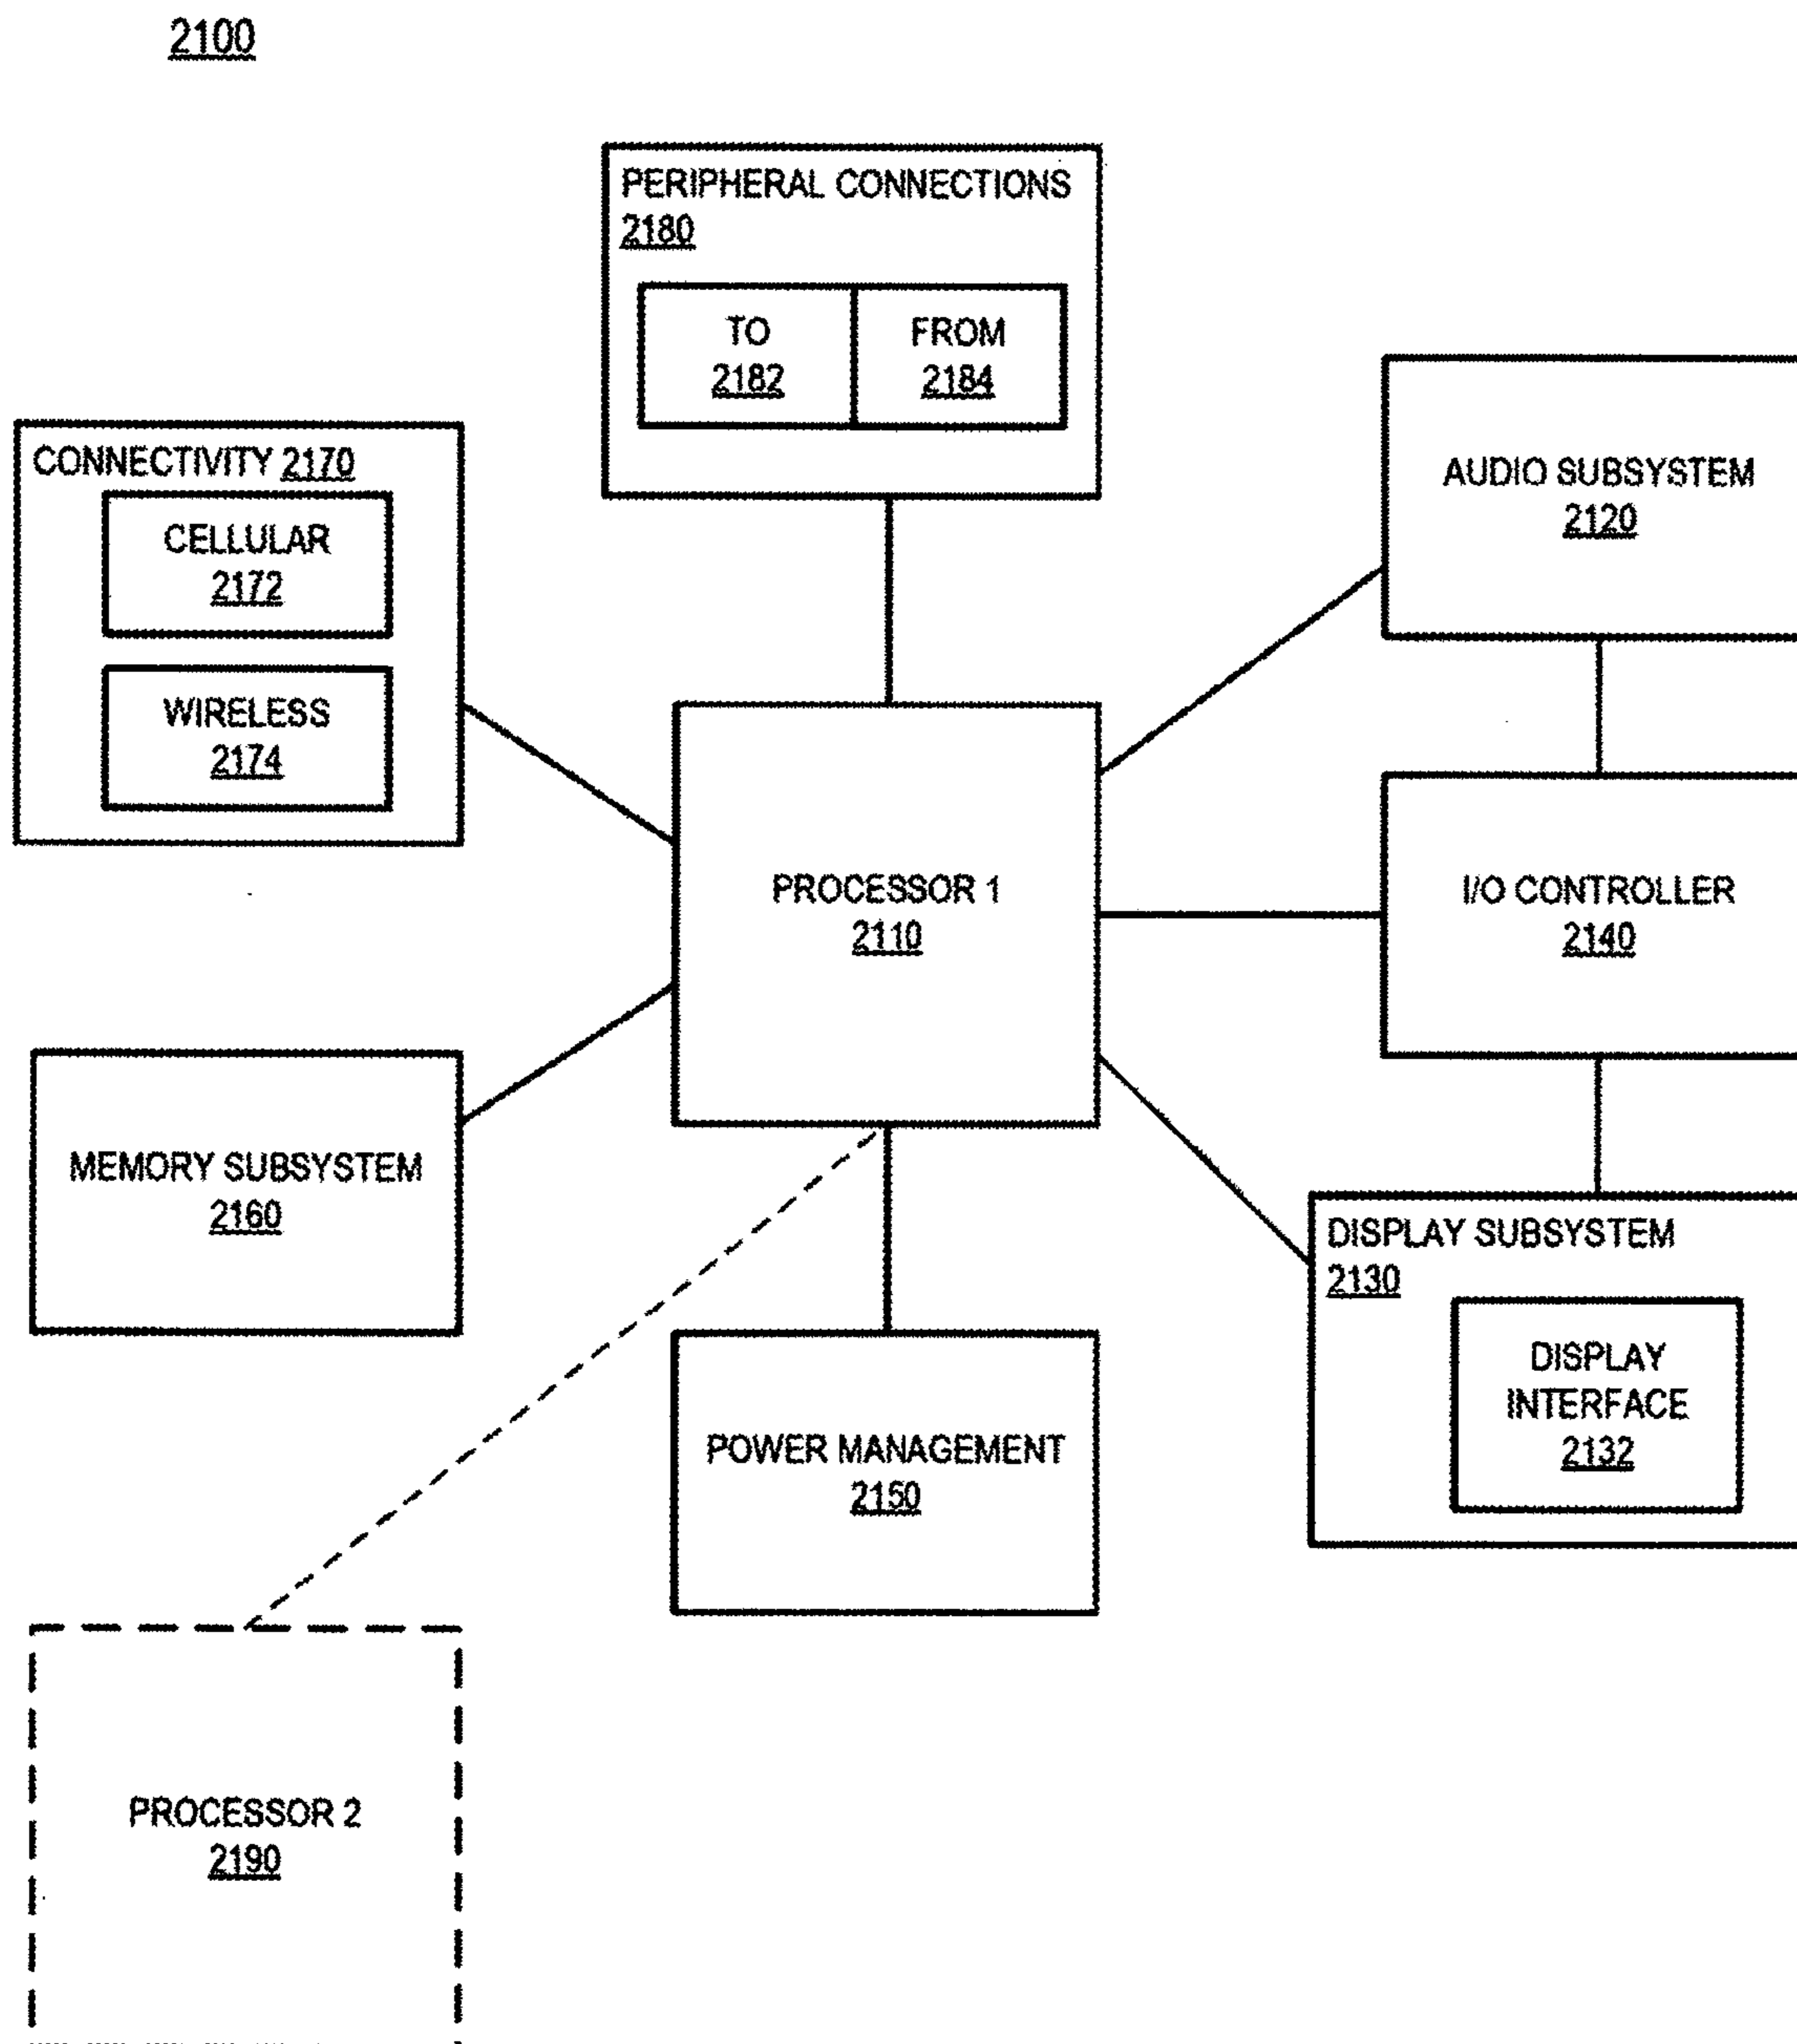 2100
PERIPHERAL CONNECTIONS
2180
TO
2182
FROM
2184
AUDIO SUBSYSTEM
2120
CONNECTIVITY 2170
CELLULAR
2172
WIRELESS
2174
PROCESSOR 1
2110
I/O CONTROLLER
2140
MEMORY SUBSYSTEM
2160
DISPLAY SUBSYSTEM
2130
DISPLAY
INTERFACE
2132
POWER MANAGEMENT
2150
PROCESSOR 2
2190